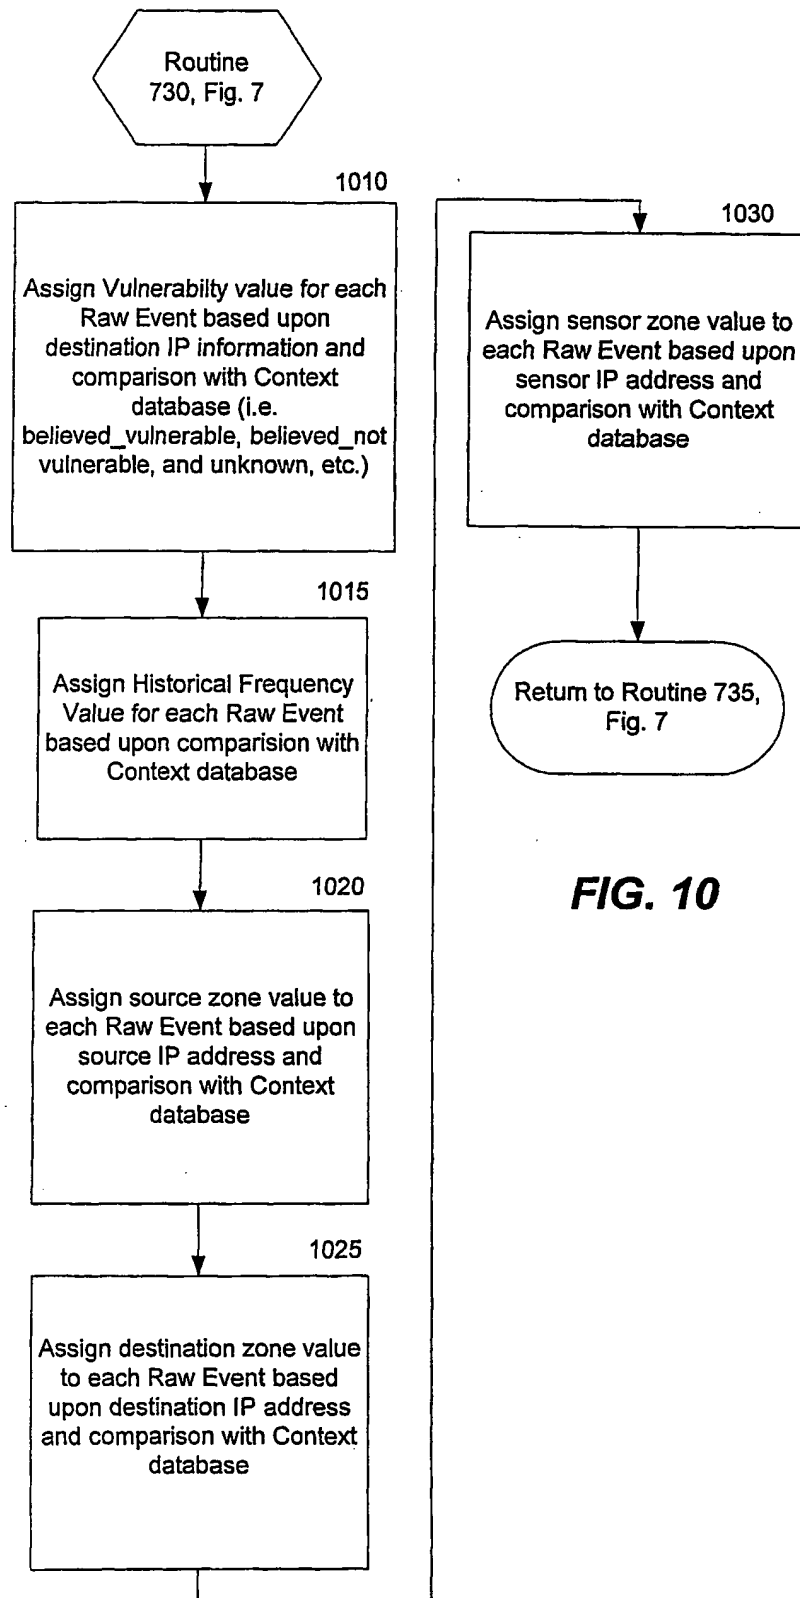 Routine
730, Fig. 7
1010
Assign Vulnerabilty value for each
Raw Event based upon
destination IP information and
comparison with Context
database (i.e.
believed_vulnerable, believed_not
vulnerable, and unknown, etc.)
1015
Assign Historical Frequency
Value for each Raw Event
based upon comparision with
Context database
1020
Assign source zone value to
each Raw Event based upon
source IP address and
comparison with Context
database
1025
Assign destination zone value
to each Raw Event based
upon destination IP address
and comparison with Context
database
1030
Assign sensor zone value to
each Raw Event based upon
sensor IP address and
comparison with Context
database
Return to Routine 735,
Fig. 7
FIG. 10